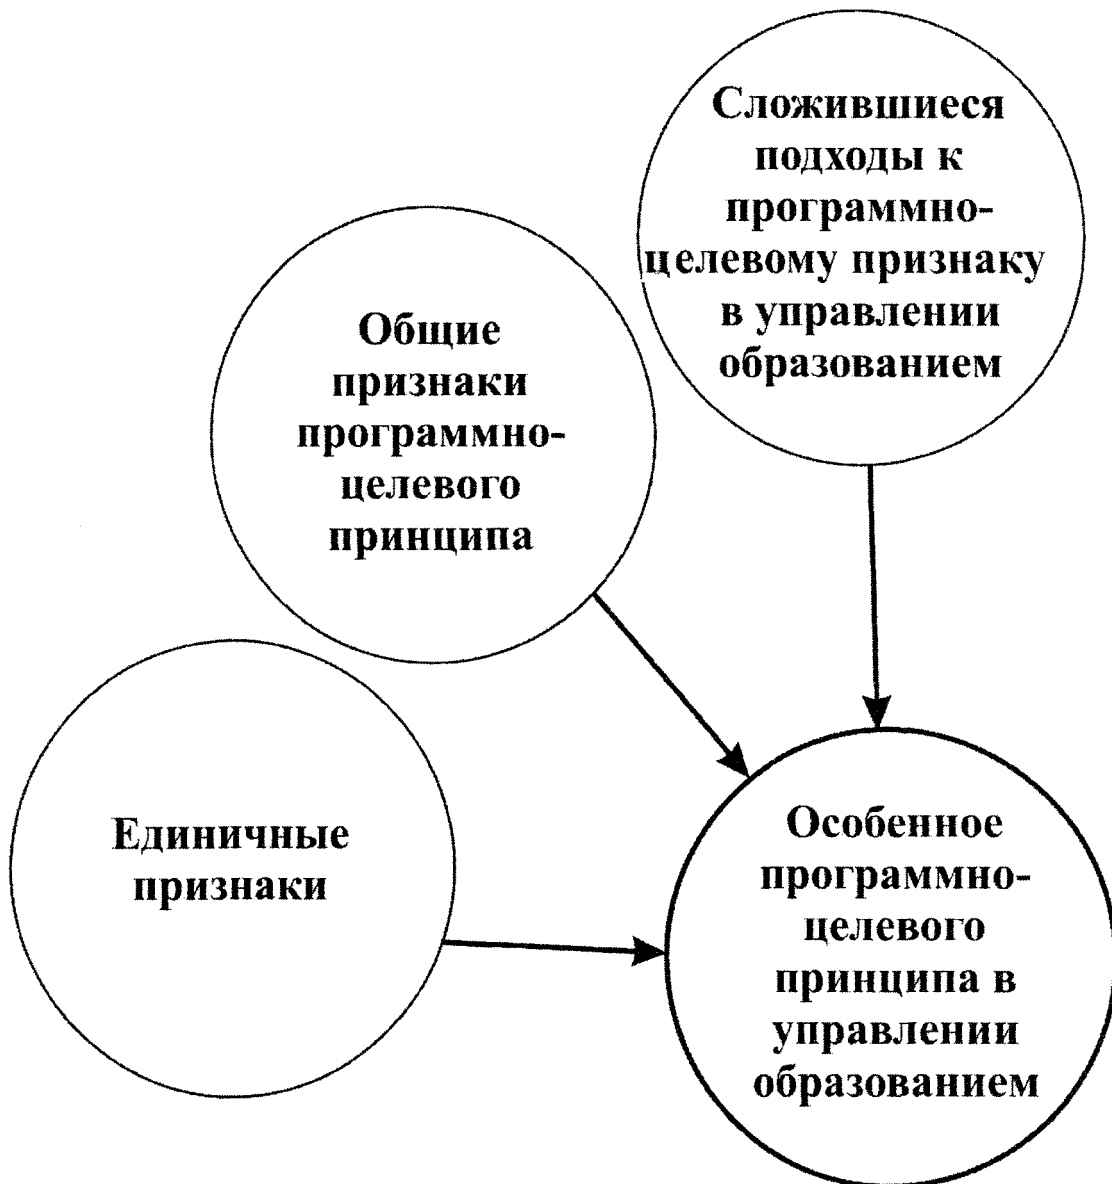 Сложившиеся
подходы к
программно-
целевому признаку
в управлении
образованием
Общие
признаки
программно-
целевого
принципа
Единичные
признаки
Особенное
программно-
целевого
принципа в
управлении
образованием